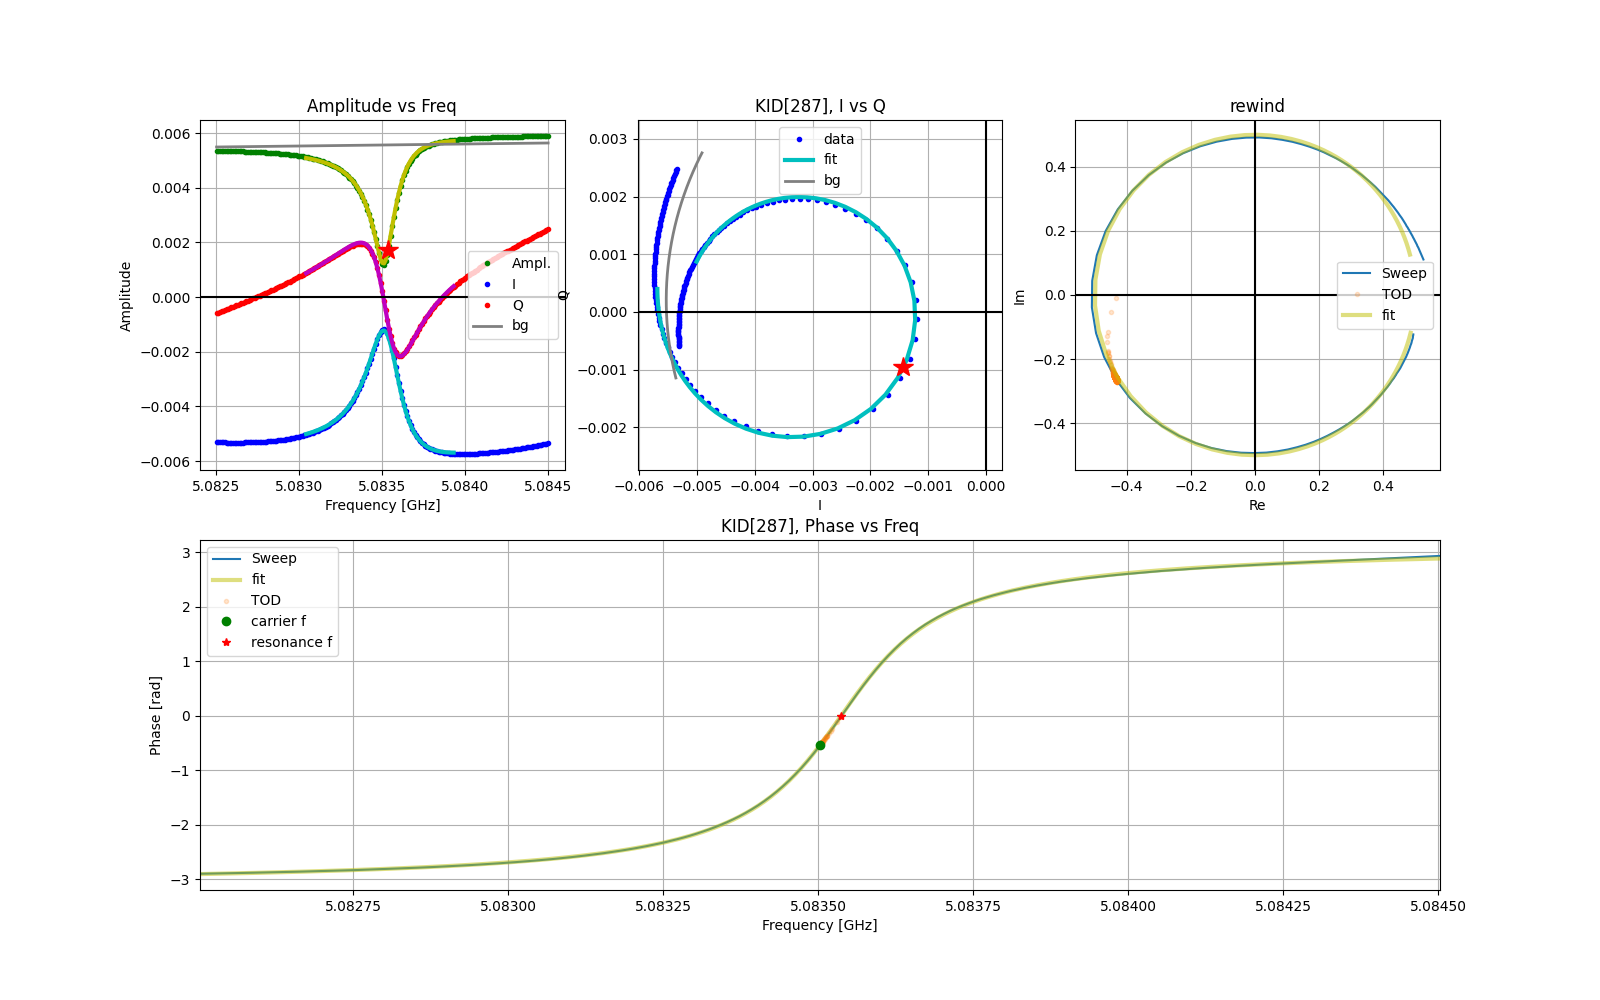 Amplitude vs Freq
Amplitude
0.006
0.004
0.002
0.000
−0.002
−0.004
−0.006
5.0825
5.0830
5.0835
5.0840
5.0845
Frequency [GHz]
Ampl.
I
Q
bg
KID[287], I vs Q
Q
0.003
0.002
0.001
0.000
−0.001
−0.002
−0.006
−0.005
−0.004
−0.003
−0.002
−0.001
0.000
I
data
fit
bg
rewind
Im
0.4
0.2
0.0
−0.2
−0.4
−0.4
−0.2
0.0
0.2
0.4
Re
Sweep
TOD
fit
KID[287], Phase vs Freq
Phase [rad]
3
2
1
0
−1
−2
−3
5.08275
5.08300
5.08325
5.08350
5.08375
5.08400
5.08425
5.08450
Frequency [GHz]
Sweep
fit
TOD
carrier f
resonance f